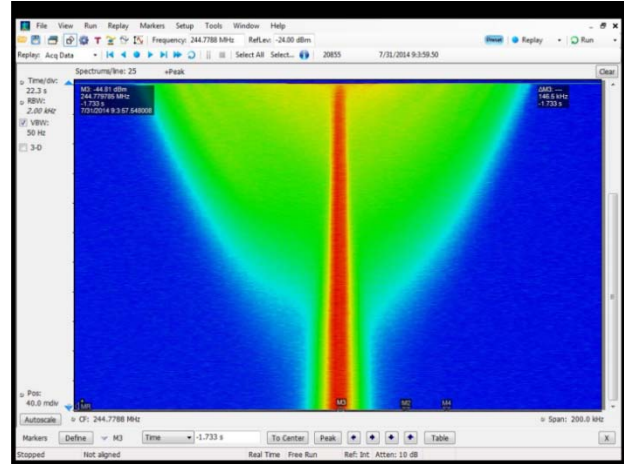 File View Run Replay Markers Setup Tools Window Help
Frequency: 244.7788 MHz RefLev: -24.00 dBm Replay Run
Replay: Acq Data Select All Select... 20855 7/31/2014 9:3:59.50
Spectrums/line: 25 +Peak Clear
Time/div:
22.3 s
RBW:
2.00 kHz
VBW:
50 Hz
3-D
M3: -44.81 dBm
244.779785 MHz
-1.733 s
7/31/2014 9:3:57.548008
ΔM3: ---
146.5 kHz
-1.733 s
Pos:
40.0 mdiv
MR M3 M2 M4
Autoscale CF: 244.7788 MHz Span: 200.0 kHz
Markers Define M3 Time -1.733 s To Center Peak Table X
Stopped Not aligned Real Time Free Run Ref: Int Atten: 10 dB